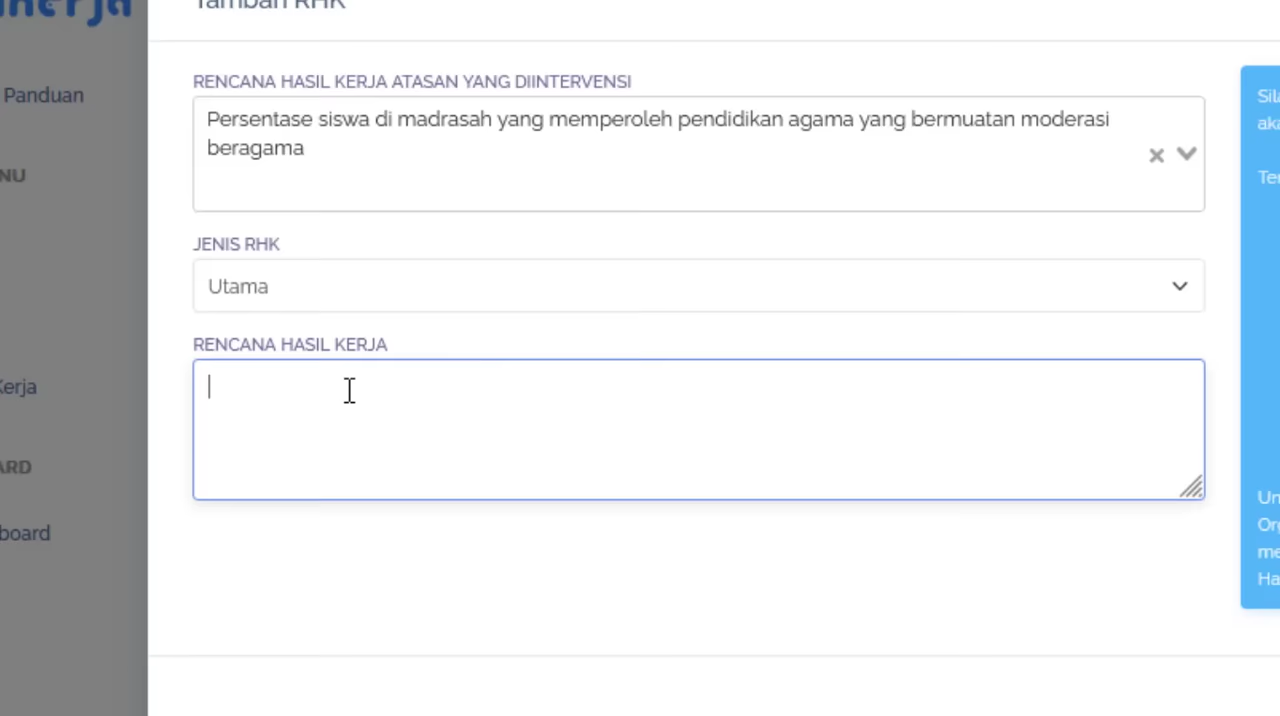 Tambah RHK
Panduan
RENCANA HASIL KERJA ATASAN YANG DIINTERVENSI
Persentase siswa di madrasah yang memperoleh pendidikan agama yang bermuatan moderasi
beragama
JENIS RHK
Utama
RENCANA HASIL KERJA
Kerja
board